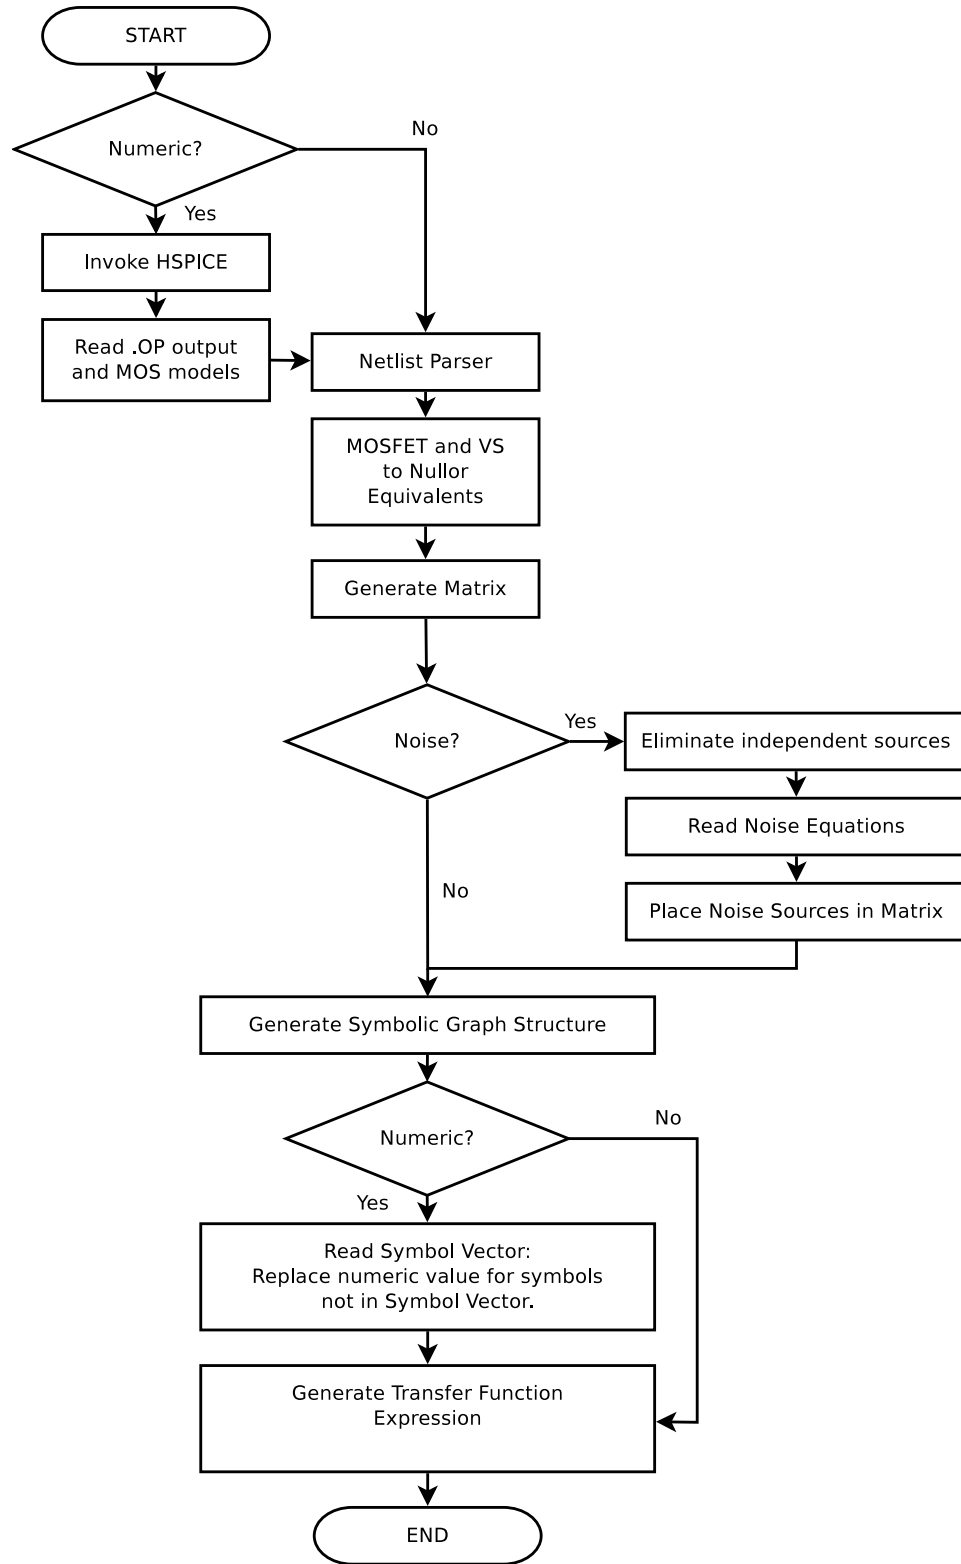 START
Numeric?
No
Yes
Invoke HSPICE
Read .OP output
and MOS models
Netlist Parser
MOSFET and VS
to Nullor
Equivalents
Generate Matrix
Noise?
Yes
Eliminate independent sources
Read Noise Equations
No
Place Noise Sources in Matrix
Generate Symbolic Graph Structure
Numeric?
No
Yes
Read Symbol Vector:
Replace numeric value for symbols
not in Symbol Vector.
Generate Transfer Function
Expression
END